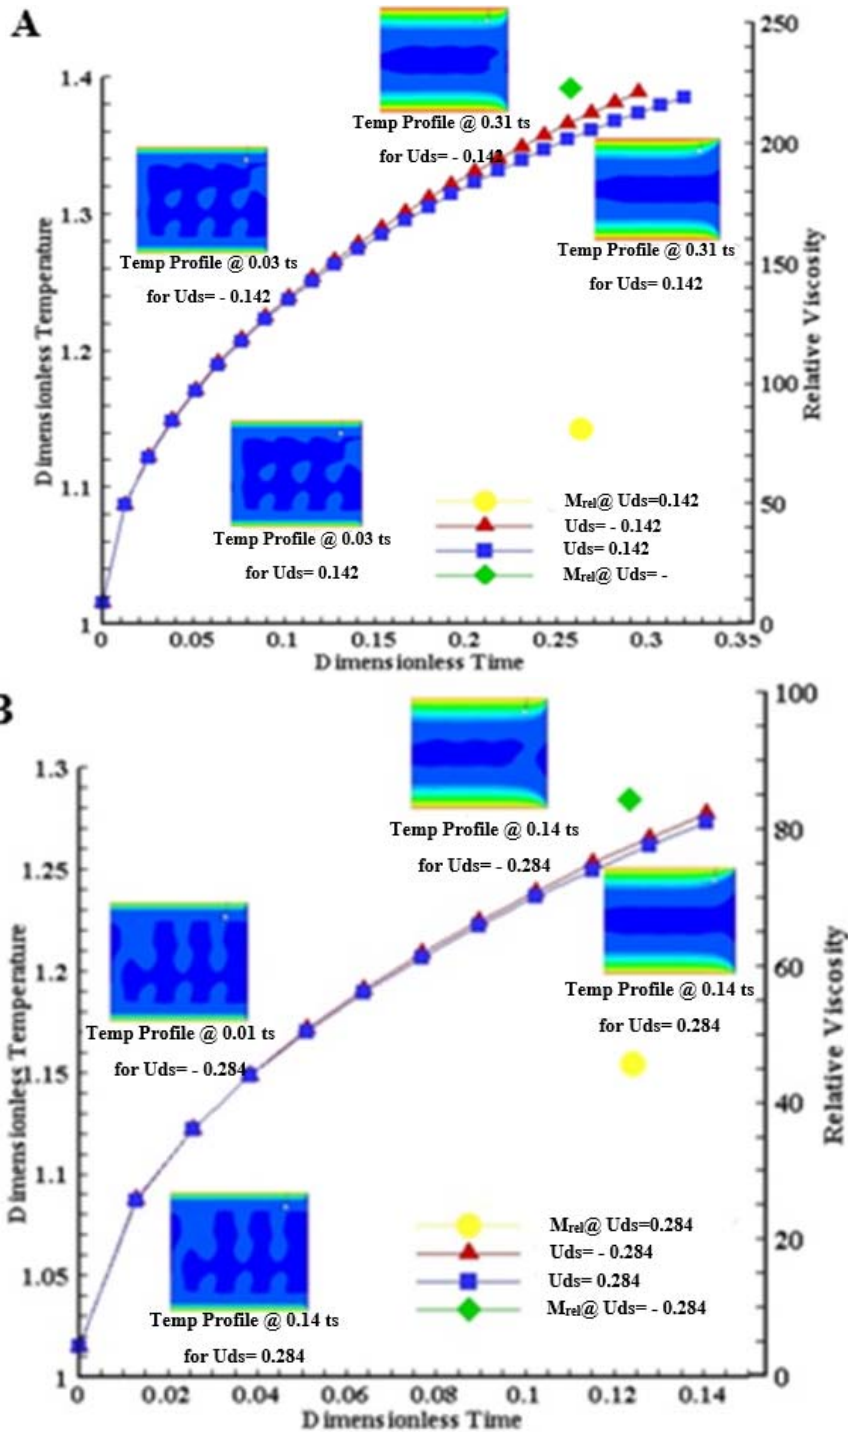 A
1.4
1.3
1.2
1.1
1
Dimensionless Temperature
250
200
150
100
50
0
Relative Viscosity
Temp Profile @ 0.31 ts
for Uds= - 0.142
Temp Profile @ 0.03 ts
for Uds= - 0.142
Temp Profile @ 0.31 ts
for Uds= 0.142
Temp Profile @ 0.03 ts
for Uds= 0.142
Mrel@ Uds=0.142
Uds= - 0.142
Uds= 0.142
Mrel@ Uds= -
0 0.05 0.1 0.15 0.2 0.25 0.3 0.35
Dimensionless Time
B
1.3
1.25
1.2
1.15
1.1
1.05
1
Dimensionless Temperature
100
80
60
40
20
0
Relative Viscosity
Temp Profile @ 0.14 ts
for Uds= - 0.284
Temp Profile @ 0.01 ts
for Uds= - 0.284
Temp Profile @ 0.14 ts
for Uds= 0.284
Temp Profile @ 0.14 ts
for Uds= 0.284
Mrel@ Uds=0.284
Uds= - 0.284
Uds= 0.284
Mrel@ Uds= - 0.284
0 0.02 0.04 0.06 0.08 0.1 0.12 0.14
Dimensionless Time